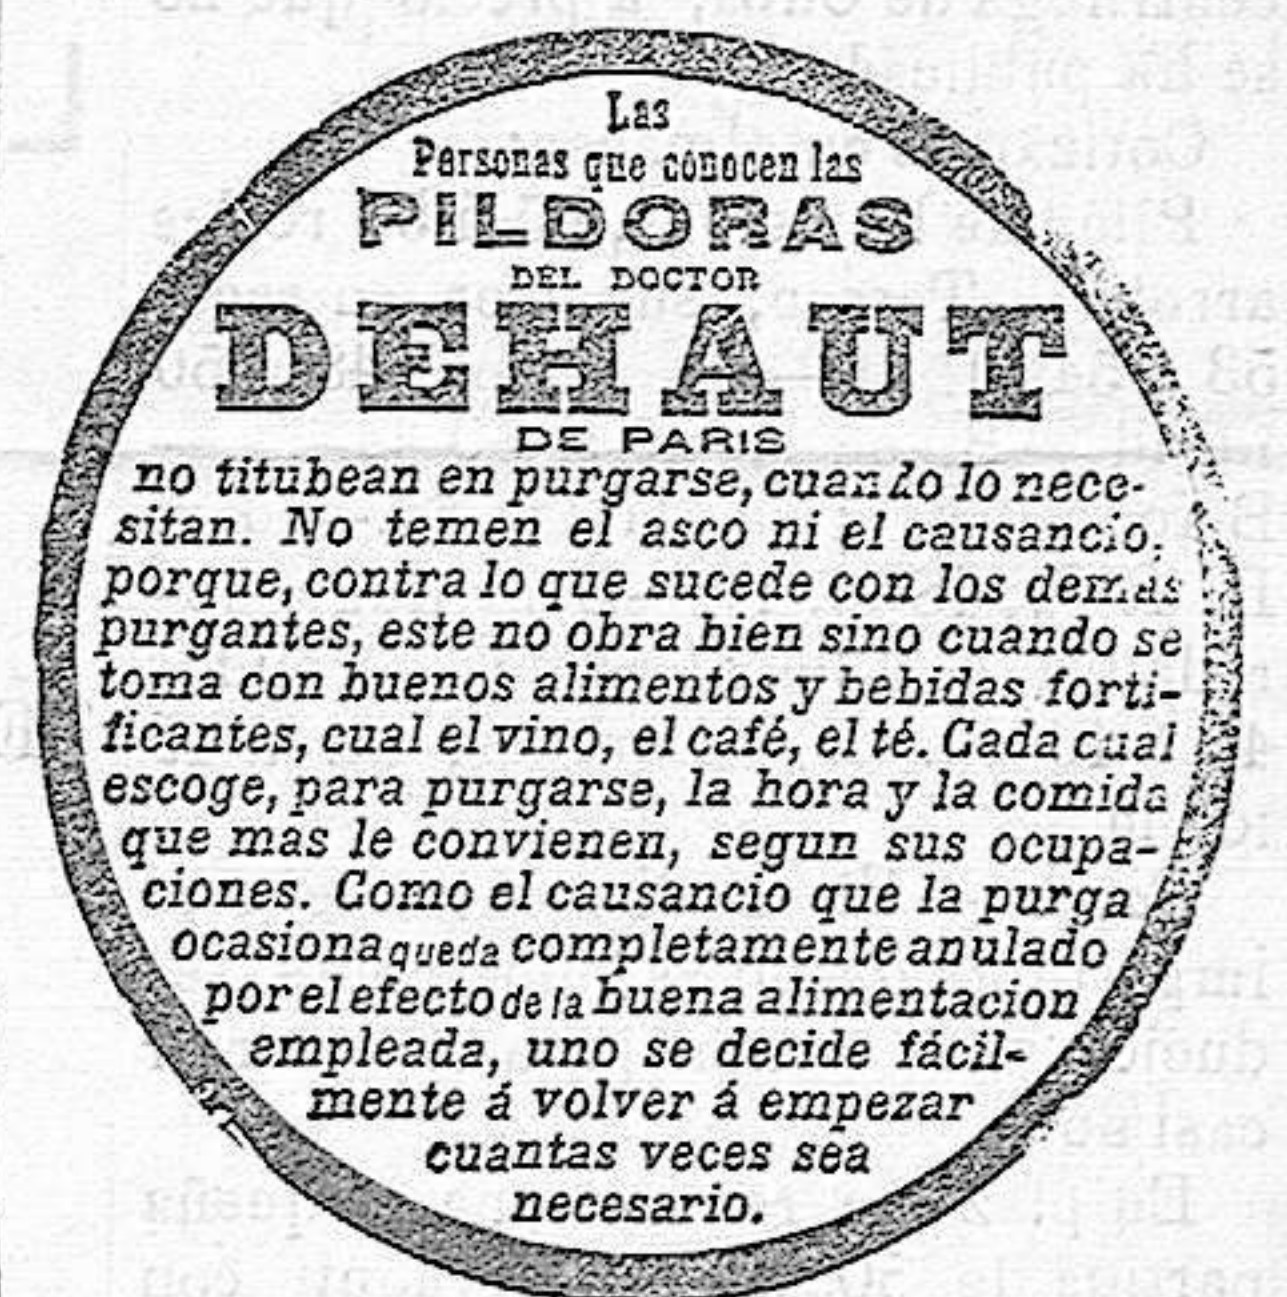 Las
Personas que conocen las
PILDORAS
DEL DOCTOR
DEHAUT
DE PARIS
no titubean en purgarse, cuando lo nece-
sitan. No temen el asco ni el causancio,
porque, contra lo que sucede con los demas
purgantes, este no obra bien sino cuando se
toma con buenos alimentos y bebidas forti-
ficantes, cual el vino, el café, el té. Cada cual
escoge, para purgarse, la hora y la comida
que mas le convienen, segun sus ocupa-
ciones. Como el causancio que la purga
ocasiona queda completamente anulado
por el efecto de la buena alimentacion
empleada, uno se decide fácil-
mente á volver á empezar
cuantas veces sea
necesario.